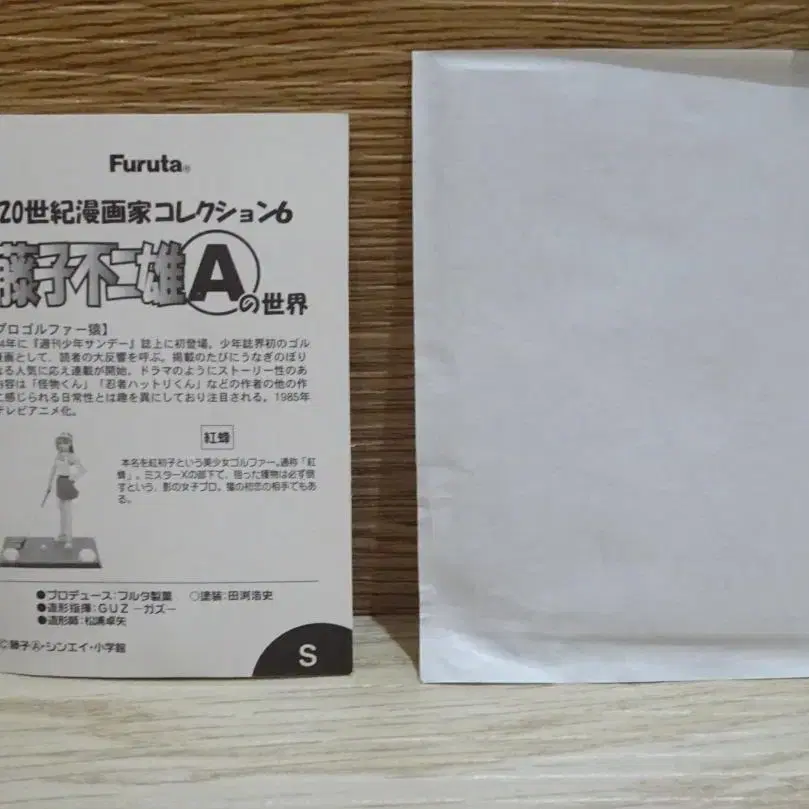 Furuta®
20世紀漫画家コレクション6
藤子不二雄Ⓐの世界
プロゴルファー猿】
4年に『週刊少年サンデー』誌上に初登場。少年誌界初のゴル
漫画として、読者の大反響を呼ぶ。掲載のたびにうなぎのぼり
なる人気に応え連載が開始。ドラマのようにストーリー性のあ
内容は「怪物くん」「忍者ハットリくん」などの作者の他の作
に感じられる日常性とは趣を異にしており注目される。1985年
テレビアニメ化。
紅蜂
本名を紅初子という美少女ゴルファー。通称「紅
蜂」。ミスターXの部下で、狙った獲物は必ず倒
すという、影の女子プロ。猿の初恋の相手でもあ
る。
●プロデュース:フルタ製菓 ○塗装:田渕浩史
●造形指揮:GUZ ―ガズ―
●造形師:松浦卓矢
©藤子Ⓐ・シンエイ・小学館
S